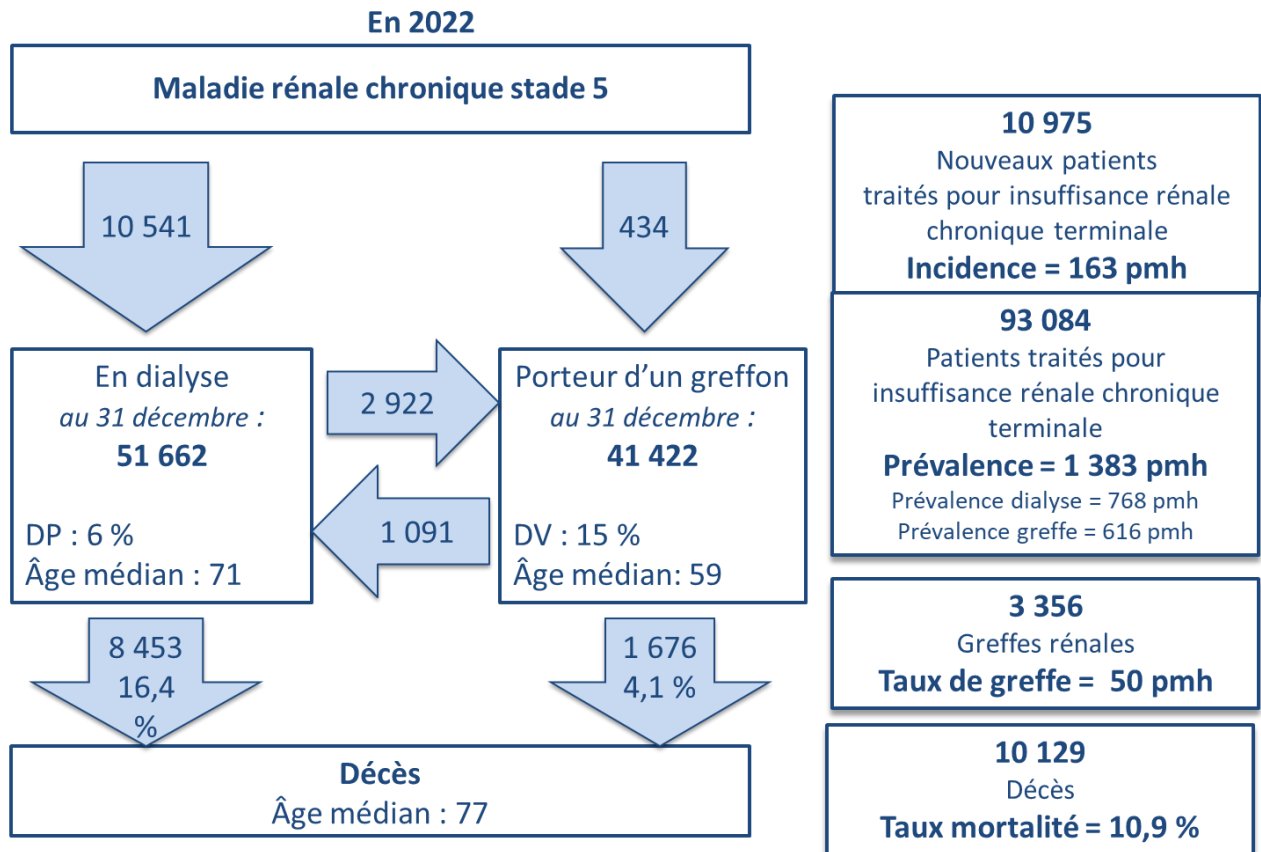 En 2022
Maladie rénale chronique stade 5
10 541
434
En dialyse
au 31 décembre :
51 662
DP : 6 %
Âge médian : 71
2 922
1 091
Porteur d'un greffon
au 31 décembre :
41 422
DV : 15 %
Âge médian: 59
8 453
16,4
%
1 676
4,1 %
Décès
Âge médian : 77
10 975
Nouveaux patients
traités pour insuffisance rénale
chronique terminale
Incidence = 163 pmh
93 084
Patients traités pour
insuffisance rénale chronique
terminale
Prévalence = 1 383 pmh
Prévalence dialyse = 768 pmh
Prévalence greffe = 616 pmh
3 356
Greffes rénales
Taux de greffe =  50 pmh
10 129
Décès
Taux mortalité = 10,9 %